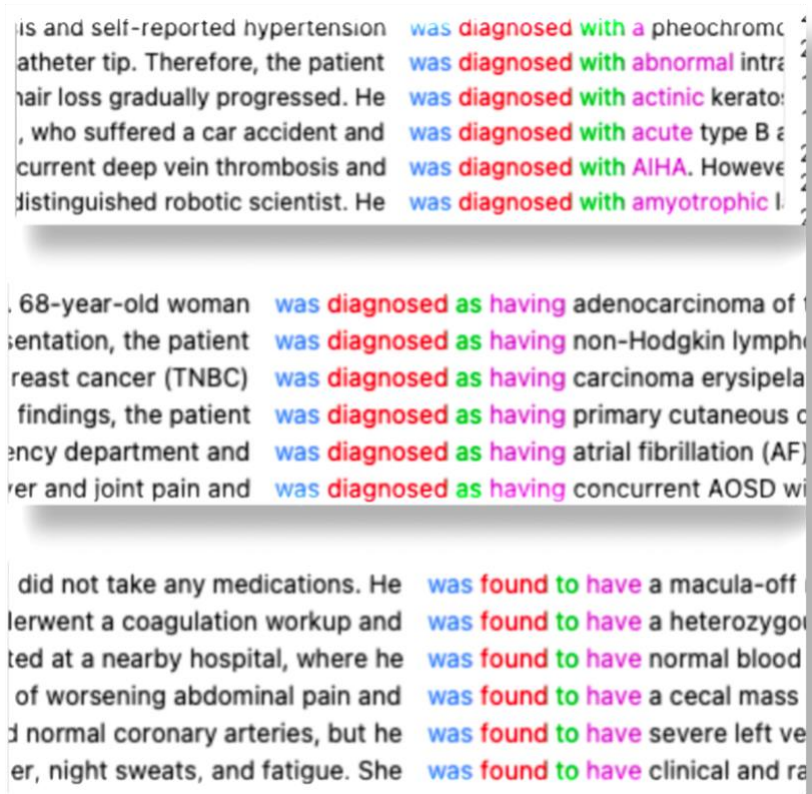 is and self-reported hypertension was diagnosed with a pheochromo
atheter tip. Therefore, the patient was diagnosed with abnormal intra
hair loss gradually progressed. He was diagnosed with actinic kerato
, who suffered a car accident and was diagnosed with acute type B a
current deep vein thrombosis and was diagnosed with AIHA. Howeve
distinguished robotic scientist. He was diagnosed with amyotrophic l
. 68-year-old woman was diagnosed as having adenocarcinoma of
sentation, the patient was diagnosed as having non-Hodgkin lympho
reast cancer (TNBC) was diagnosed as having carcinoma erysipela
findings, the patient was diagnosed as having primary cutaneous c
ency department and was diagnosed as having atrial fibrillation (AF)
er and joint pain and was diagnosed as having concurrent AOSD wi
did not take any medications. He was found to have a macula-off
lerwent a coagulation workup and was found to have a heterozygou
ted at a nearby hospital, where he was found to have normal blood
of worsening abdominal pain and was found to have a cecal mass
d normal coronary arteries, but he was found to have severe left ve
er, night sweats, and fatigue. She was found to have clinical and ra